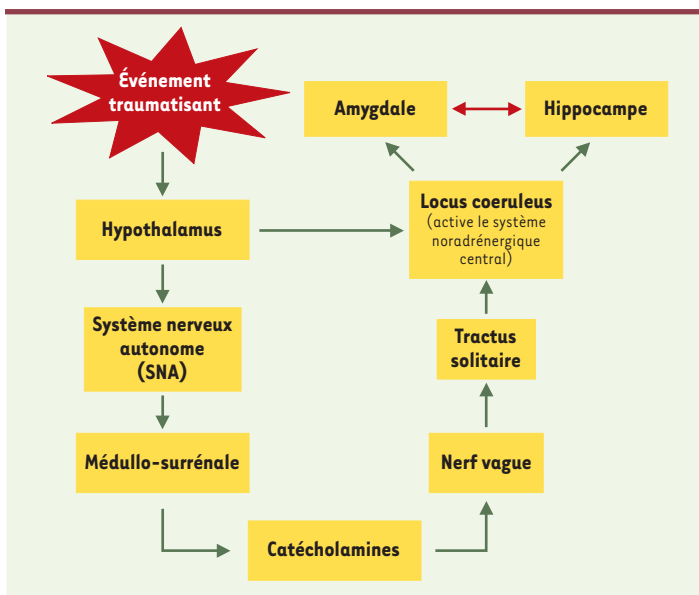 Événement
traumatisant
Amygdale
Hippocampe
Hypothalamus
Locus coeruleus
(active le système
noradrénergique
central)
Système nerveux
autonome
(SNA)
Tractus
solitaire
Médullo-surrénale
Nerf vague
Catécholamines